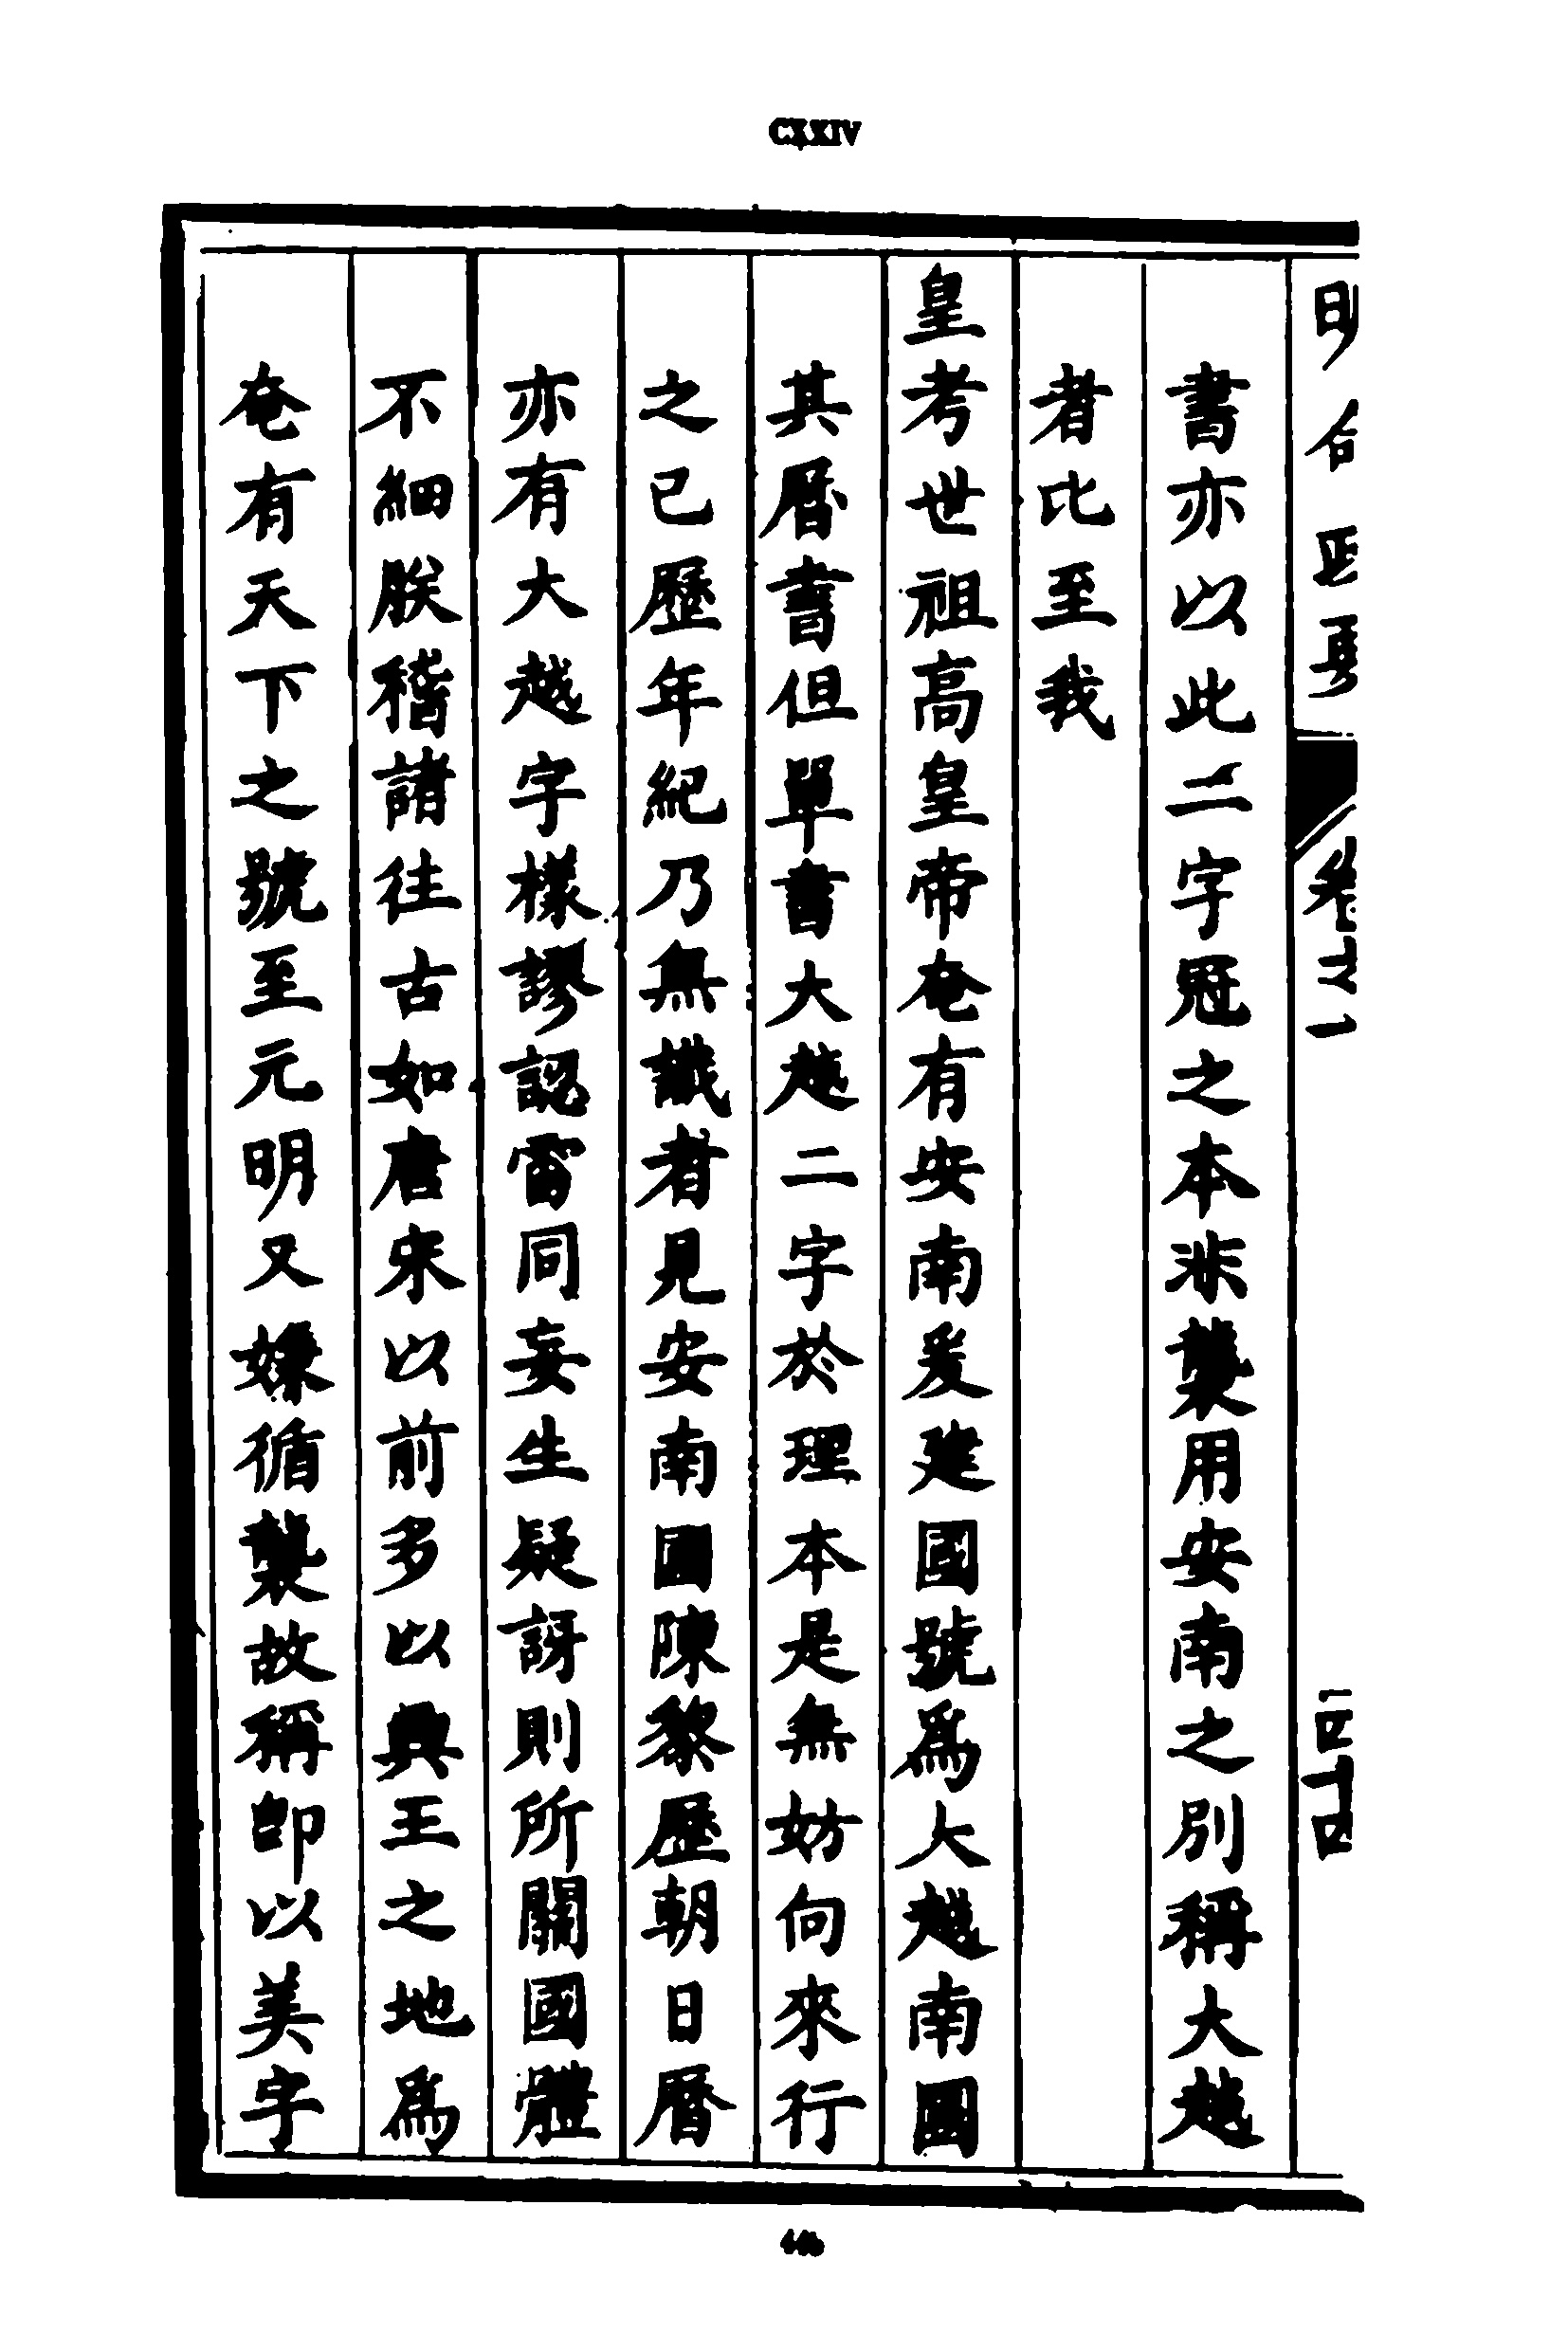 CXXIV
明命政要 卷之一 四十四
書亦以此二字冠之本非襲用安南之別稱大越
者比至我
皇考世祖高皇帝奄有安南爰建國號爲大越南國
其曆書但單書大越二字於理本是無妨向來行
之已歷年紀乃無識者見安南國陳黎歷朝日曆
亦有大越字樣謬認雷同妄生疑訝則所關國體
不細朕稽諸往古如唐宋以前多以興王之地爲
奄有天下之號至元明又嫌循襲故稱卽以美字
44b